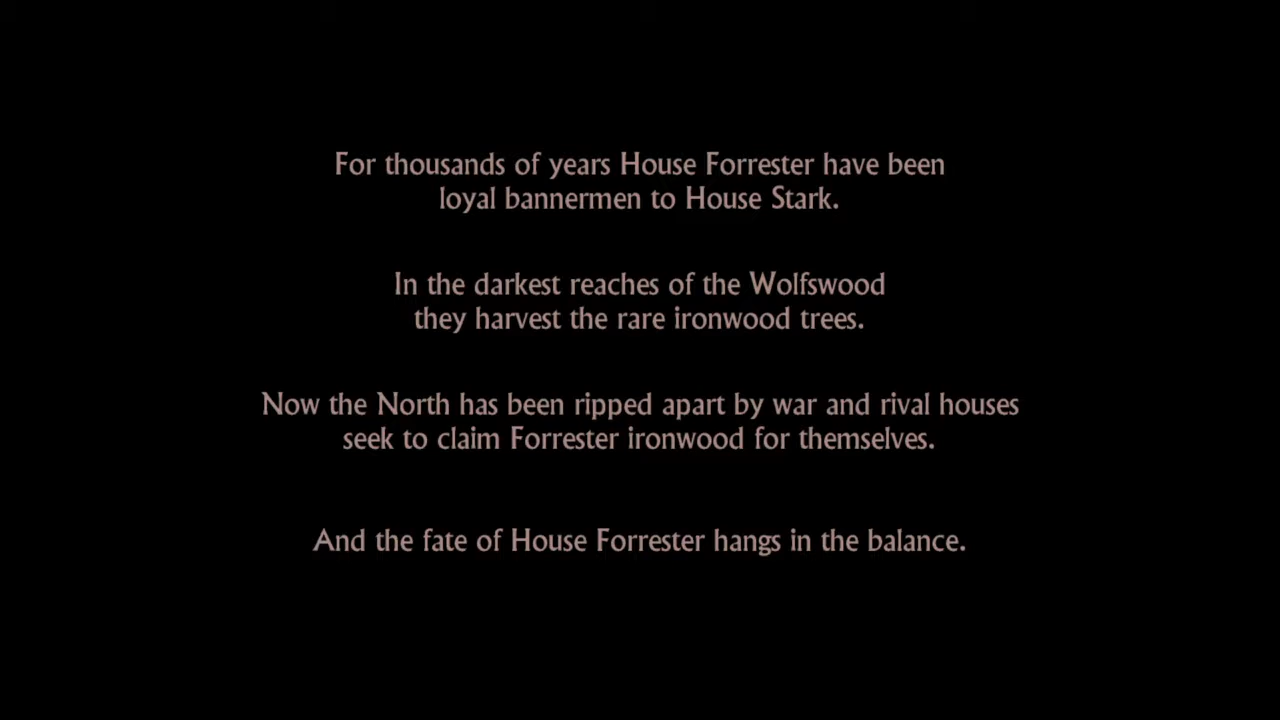 For thousands of years House Forrester have been
loyal bannermen to House Stark.
In the darkest reaches of the Wolfswood
they harvest the rare ironwood trees.
Now the North has been ripped apart by war and rival houses
seek to claim Forrester ironwood for themselves.
And the fate of House Forrester hangs in the balance.